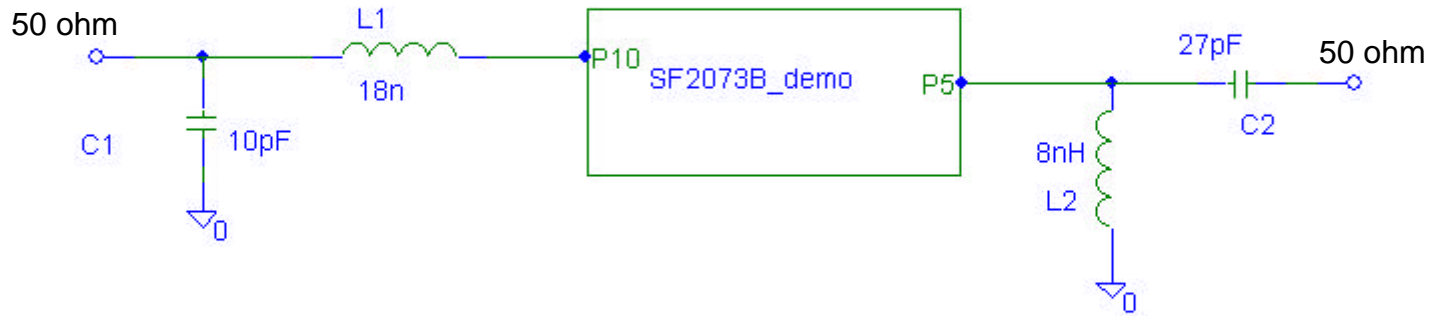 50 ohm
L1
18n
C1
10pF
0
P10
SF2073B_demo
P5
27pF
C2
50 ohm
8nH
L2
0